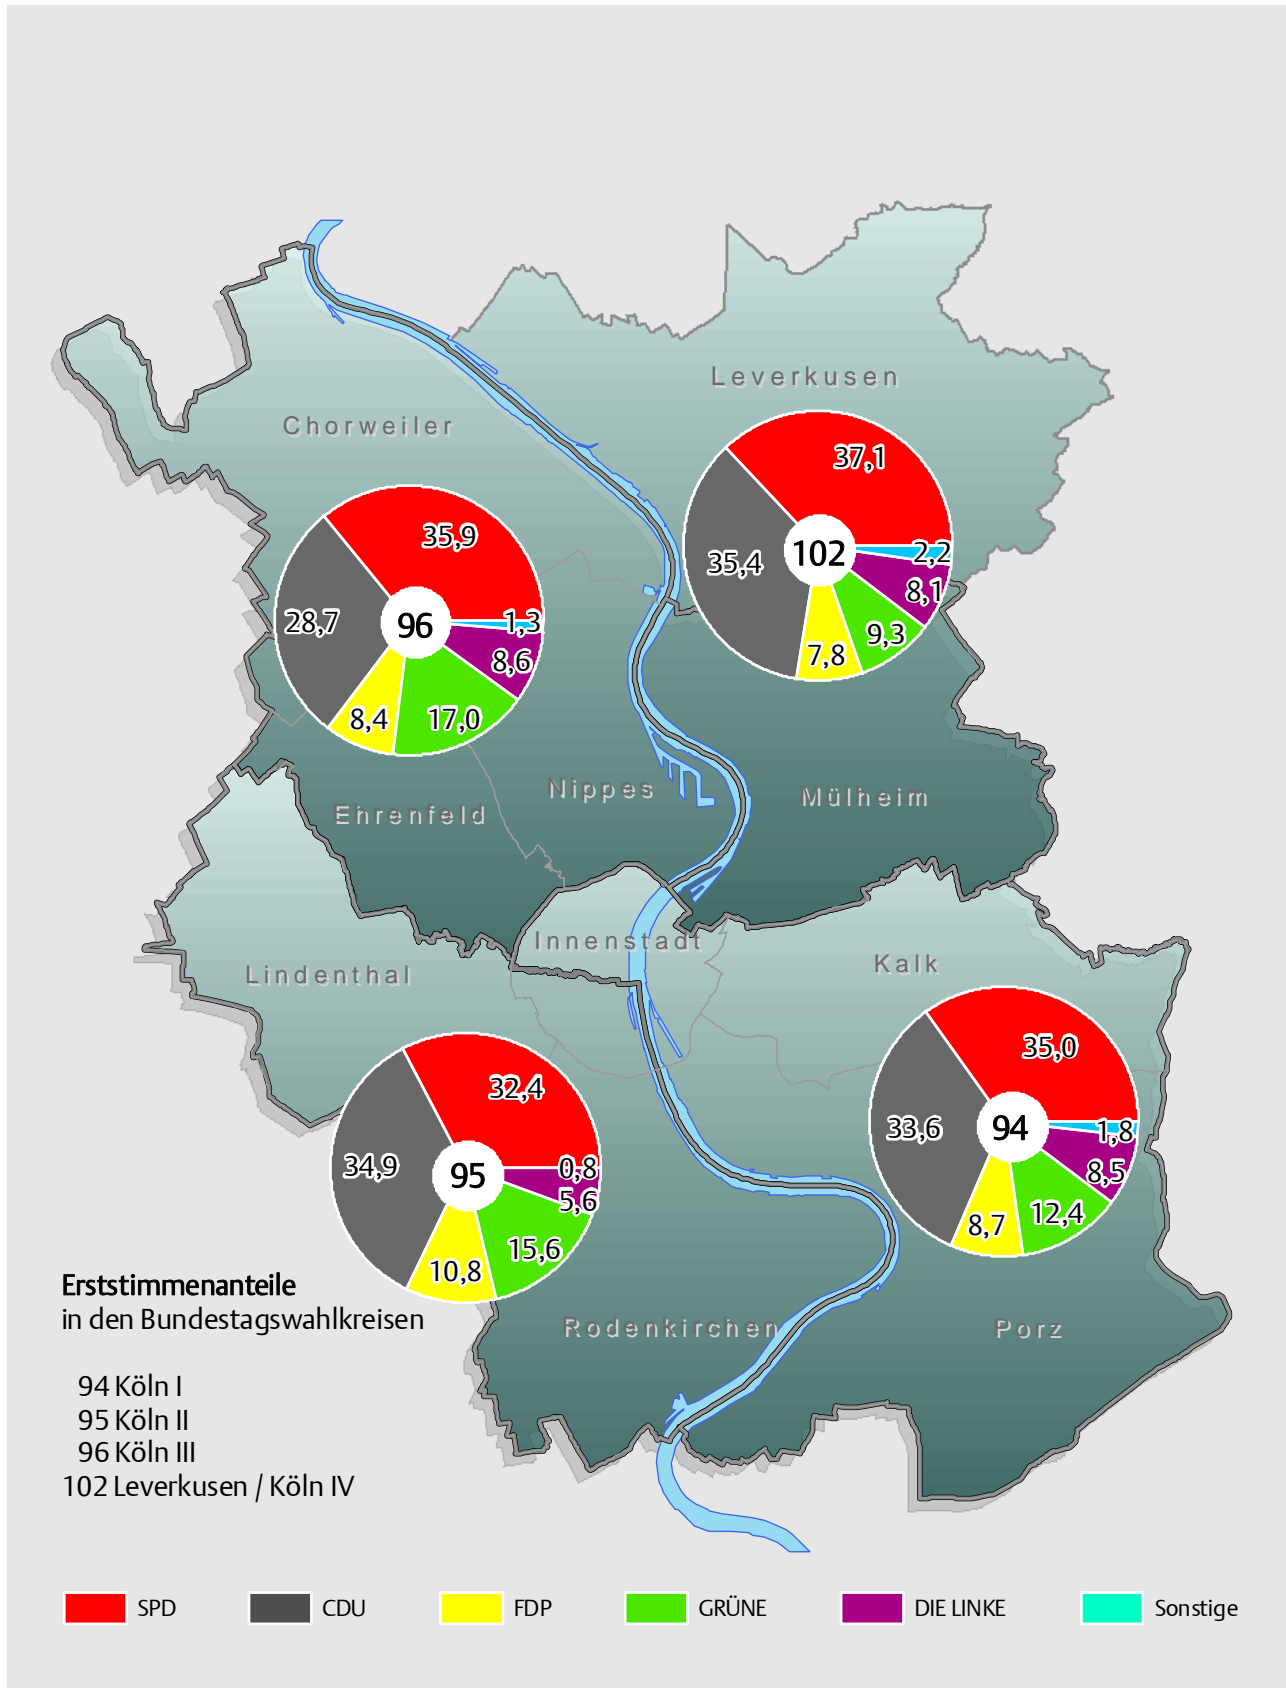 Leverkusen
Chorweiler
37,1
35,4
102
2,2
8,1
9,3
7,8
35,9
28,7
96
1,3
8,6
17,0
8,4
Nippes
Mülheim
Ehrenfeld
Innenstadt
Kalk
Lindenthal
32,4
34,9
95
0,8
5,6
15,6
10,8
35,0
33,6
94
1,8
8,5
12,4
8,7
Rodenkirchen
Porz
Erststimmenanteile
in den Bundestagswahlkreisen
94 Köln I
95 Köln II
96 Köln III
102 Leverkusen / Köln IV
SPD CDU FDP GRÜNE DIE LINKE Sonstige